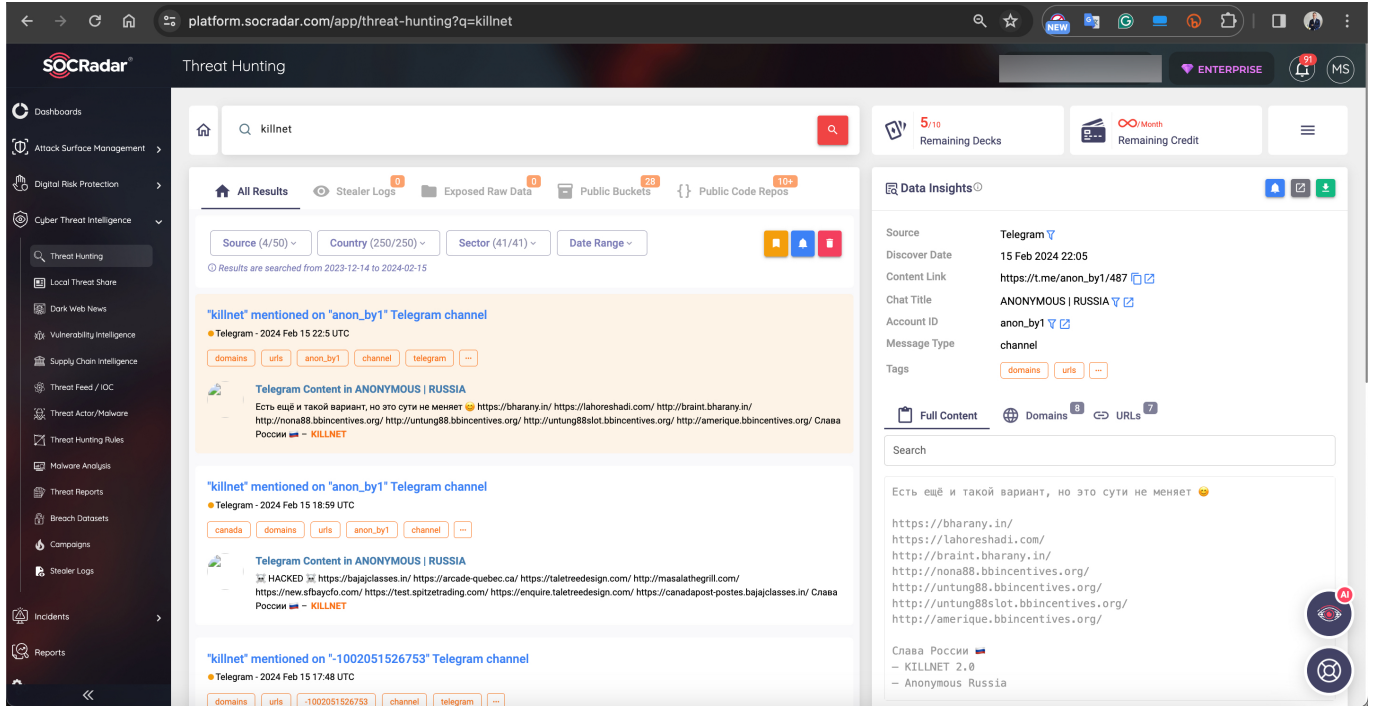 platform.socradar.com/app/threat-hunting?q=killnet
NEW
SOCRadar®
Threat Hunting
ENTERPRISE
91
MS
Dashboards
Attack Surface Management
Digital Risk Protection
Cyber Threat Intelligence
Threat Hunting
Local Threat Share
Dark Web News
Vulnerability Intelligence
Supply Chain Intelligence
Threat Feed / IOC
Threat Actor/Malware
Threat Hunting Rules
Malware Analysis
Threat Reports
Breach Datasets
Campaigns
Stealer Logs
Incidents
Reports
killnet
5/10
Remaining Decks
∞/Month
Remaining Credit
All Results
Stealer Logs 0
Exposed Raw Data 0
Public Buckets 28
{} Public Code Repos 10+
Source (4/50)
Country (250/250)
Sector (41/41)
Date Range
Results are searched from 2023-12-14 to 2024-02-15
"killnet" mentioned on "anon_by1" Telegram channel
Telegram - 2024 Feb 15 22:5 UTC
domains urls anon_by1 channel telegram ...
Telegram Content in ANONYMOUS | RUSSIA
Есть ещё и такой вариант, но это сути не меняет 😊 https://bharany.in/ https://lahoreshadi.com/ http://braint.bharany.in/
http://nona88.bbincentives.org/ http://untung88.bbincentives.org/ http://untung88slot.bbincentives.org/ http://amerique.bbincentives.org/ Слава
России 🇷🇺 – KILLNET
"killnet" mentioned on "anon_by1" Telegram channel
Telegram - 2024 Feb 15 18:59 UTC
canada domains urls anon_by1 channel ...
Telegram Content in ANONYMOUS | RUSSIA
☠️ HACKED ☠️ https://bajajclasses.in/ https://arcade-quebec.ca/ https://taletreedesign.com/ http://masalathegrill.com/
https://new.sfbaycfo.com/ https://test.spitzetrading.com/ https://enquire.taletreedesign.com/ https://canadapost-postes.bajajclasses.in/ Слава
России 🇷🇺 – KILLNET
"killnet" mentioned on "-1002051526753" Telegram channel
Telegram - 2024 Feb 15 17:48 UTC
domains urls -1002051526753 channel telegram ...
Data Insights
Source Telegram
Discover Date 15 Feb 2024 22:05
Content Link https://t.me/anon_by1/487
Chat Title ANONYMOUS | RUSSIA
Account ID anon_by1
Message Type channel
Tags domains urls ...
Full Content
Domains 8
URLs 7
Search
Есть ещё и такой вариант, но это сути не меняет 😊
https://bharany.in/
https://lahoreshadi.com/
http://braint.bharany.in/
http://nona88.bbincentives.org/
http://untung88.bbincentives.org/
http://untung88slot.bbincentives.org/
http://amerique.bbincentives.org/
Слава России 🇷🇺
– KILLNET 2.0
– Anonymous Russia
AI